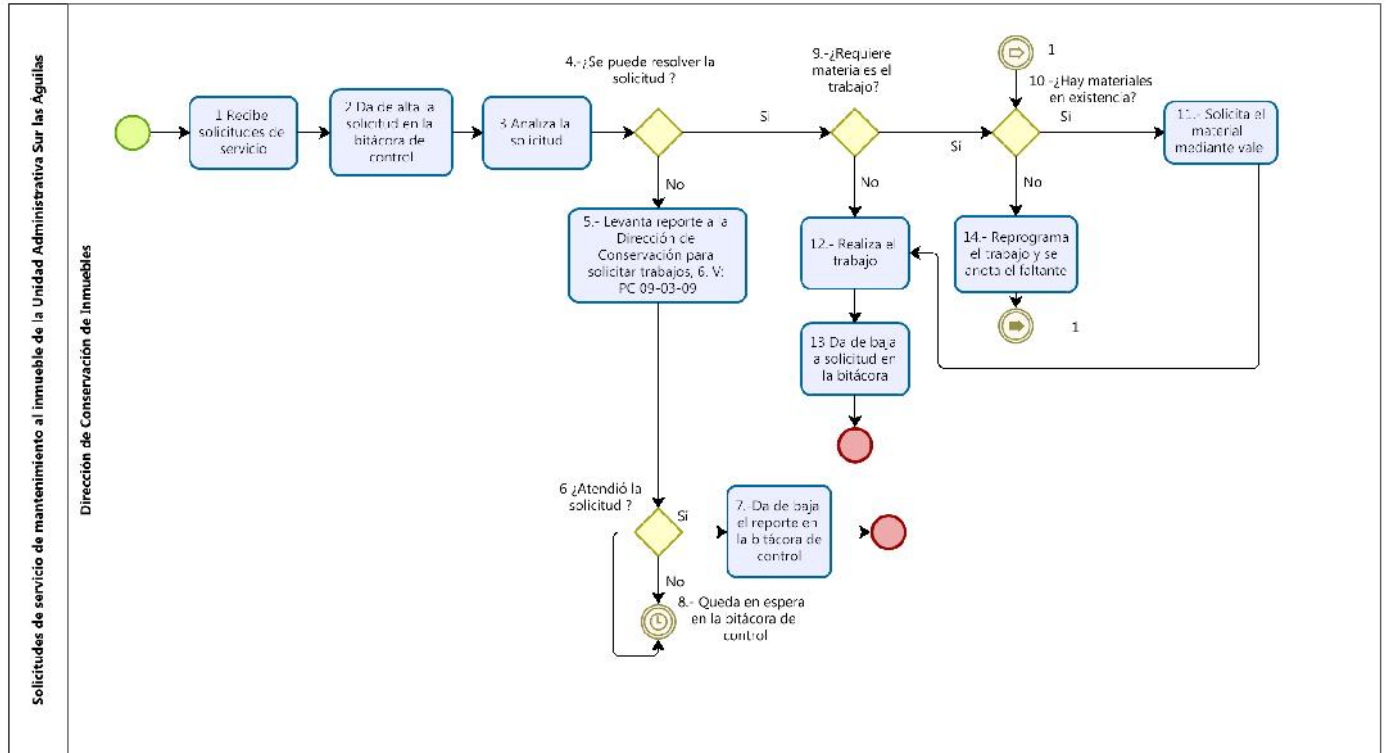 Solicitudes de servicio de mantenimiento al inmueble de la Unidad Administrativa Sur las Águilas
Dirección de Conservación de Inmuebles
1 Recibe
solicitudes de
servicio
2 Da de alta la
solicitud en la
bitácora de
control
3 Analiza la
solicitud
4.-¿Se puede resolver la
solicitud ?
Si
No
5.- Levanta reporte a la
Dirección de
Conservación para
solicitar trabajos, 6. V:
PC 09-03-09
6 ¿Atendió la
solicitud ?
Sí
No
7.-Da de baja
el reporte en
la bitácora de
control
8.- Queda en espera
en la bitácora de
control
9.-¿Requiere
materia es el
trabajo?
Sí
No
12.- Realiza el
trabajo
13 Da de baja
a solicitud en
la bitácora
1
10 -¿Hay materiales
en existencia?
Si
No
11.- Solicita el
material
mediante vale
14.- Reprograma
el trabajo y se
anota el faltante
1